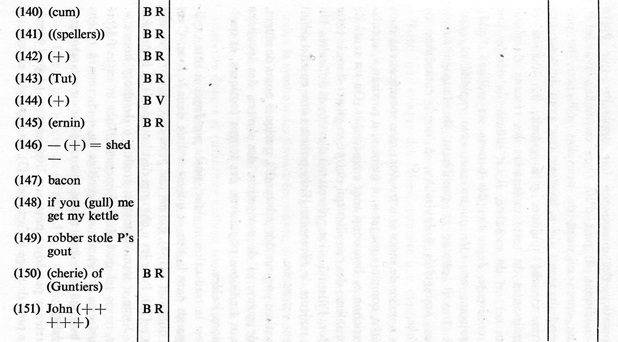 (140) (cum) B R
(141) ((spellers)) B R
(142) (+) B R
(143) (Tut) B R
(144) (+) B V
(145) (ernin) B R
(146) — (+) = shed
—
(147) bacon
(148) if you (gull) me
get my kettle
(149) robber stole P's
gout
(150) (cherie) of B R
(Guntiers)
(151) John (++ B R
+++)